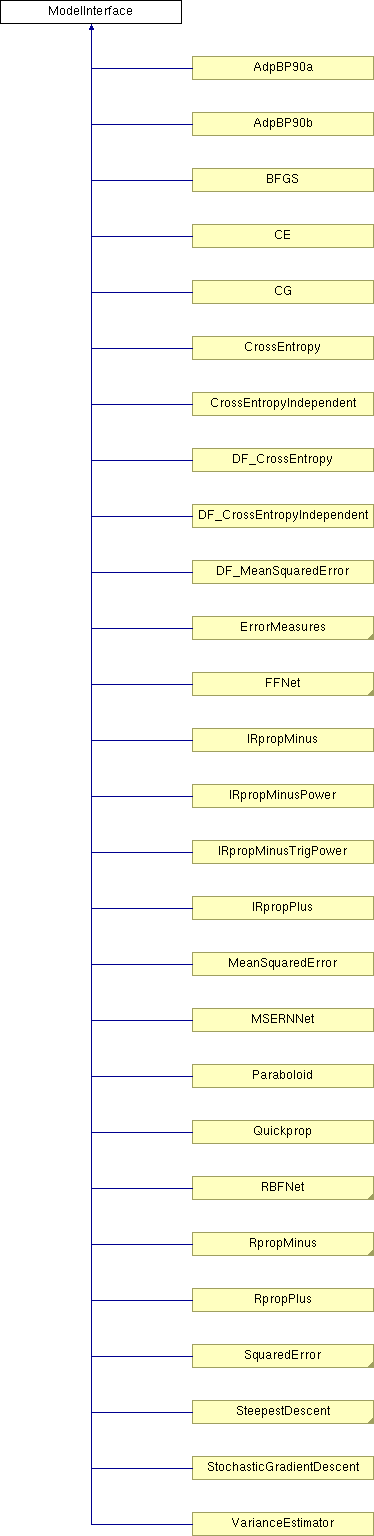 ModelInterface
AdpBP90a
AdpBP90b
BFGS
CE
CG
CrossEntropy
CrossEntropyIndependent
DF_CrossEntropy
DF_CrossEntropyIndependent
DF_MeanSquaredError
ErrorMeasures
FFNet
IRpropMinus
IRpropMinusPower
IRpropMinusTrigPower
IRpropPlus
MeanSquaredError
MSERNNet
Paraboloid
Quickprop
RBFNet
RpropMinus
RpropPlus
SquaredError
SteepestDescent
StochasticGradientDescent
VarianceEstimator